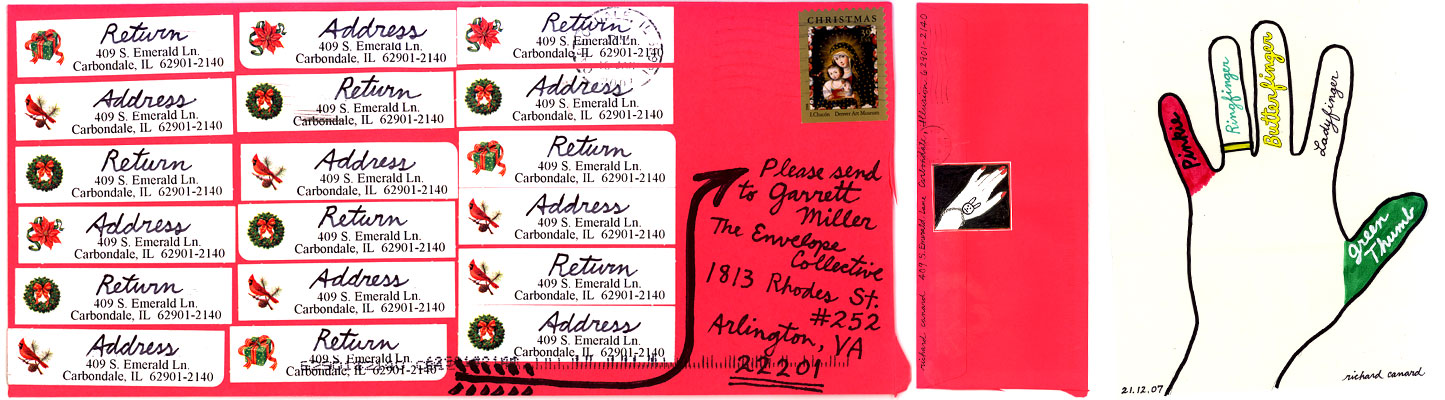 Return
409 S. Emerald Ln.
Carbondale, IL 62901-2140
Address
409 S. Emerald Ln.
Carbondale, IL 62901-2140
Return
409 S. Emerald Ln.
Carbondale, IL 62901-2140
Address
409 S. Emerald Ln.
Carbondale, IL 62901-2140
Return
409 S. Emerald Ln.
Carbondale, IL 62901-2140
Address
409 S. Emerald Ln.
Carbondale, IL 62901-2140
Address
409 S. Emerald Ln.
Carbondale, IL 62901-2140
Return
409 S. Emerald Ln.
Carbondale, IL 62901-2140
Address
409 S. Emerald Ln.
Carbondale, IL 62901-2140
Return
409 S. Emerald Ln.
Carbondale, IL 62901-2140
Address
409 S. Emerald Ln.
Carbondale, IL 62901-2140
Return
409 S. Emerald Ln.
Carbondale, IL 62901-2140
Return
409 S. Emerald Ln.
Carbondale, IL 62901-2140
Address
409 S. Emerald Ln.
Carbondale, IL 62901-2140
Return
409 S. Emerald Ln.
Carbondale, IL 62901-2140
Address
409 S. Emerald Ln.
Carbondale, IL 62901-2140
Return
409 S. Emerald Ln.
Carbondale, IL 62901-2140
Address
409 S. Emerald Ln.
Carbondale, IL 62901-2140
CHRISTMAS
I. Chacón Denver Art Museum
Please send
to Garrett
Miller
The Envelope
Collective
1813 Rhodes St.
#252
Arlington, VA
22201
richard canard 409 S. Emerald Lane Carbondale, Illusion 62901-2140
Pinkie
Ringfinger
Butterfinger
Ladyfinger
Green
Thumb
21.12.07
richard canard